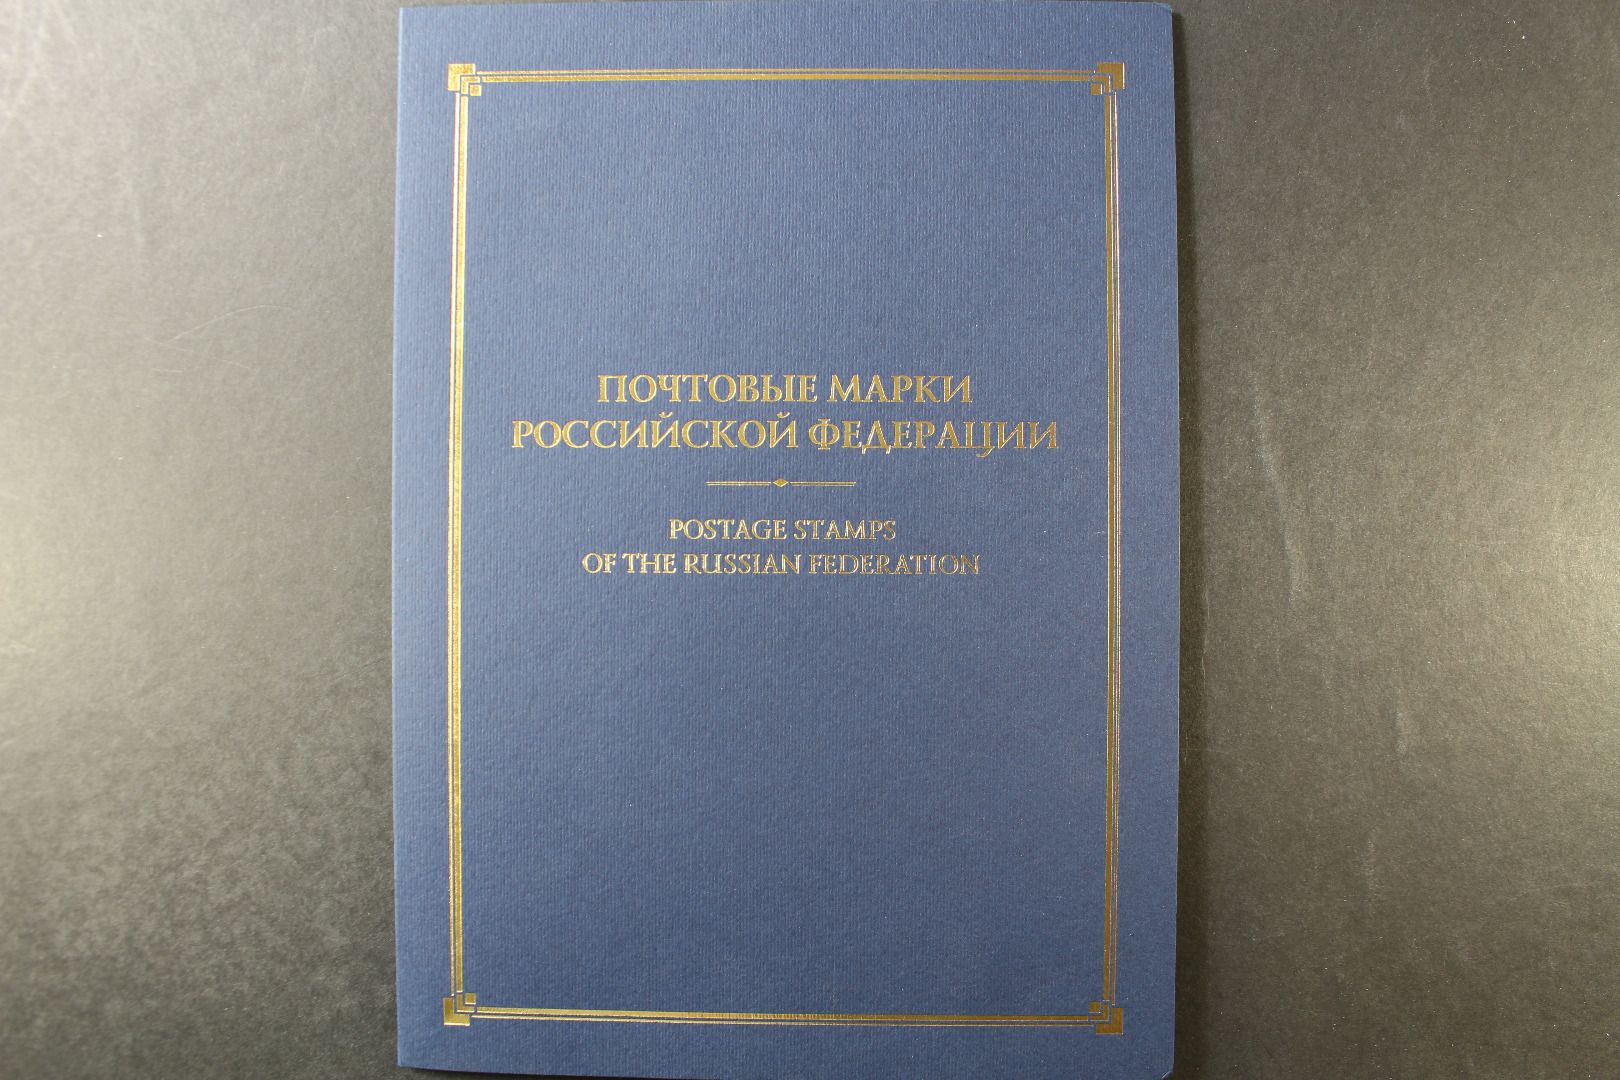 ПОЧТОВЫЕ МАРКИ
РОССИЙСКОЙ ФЕДЕРАЦИИ
POSTAGE STAMPS
OF THE RUSSIAN FEDERATION